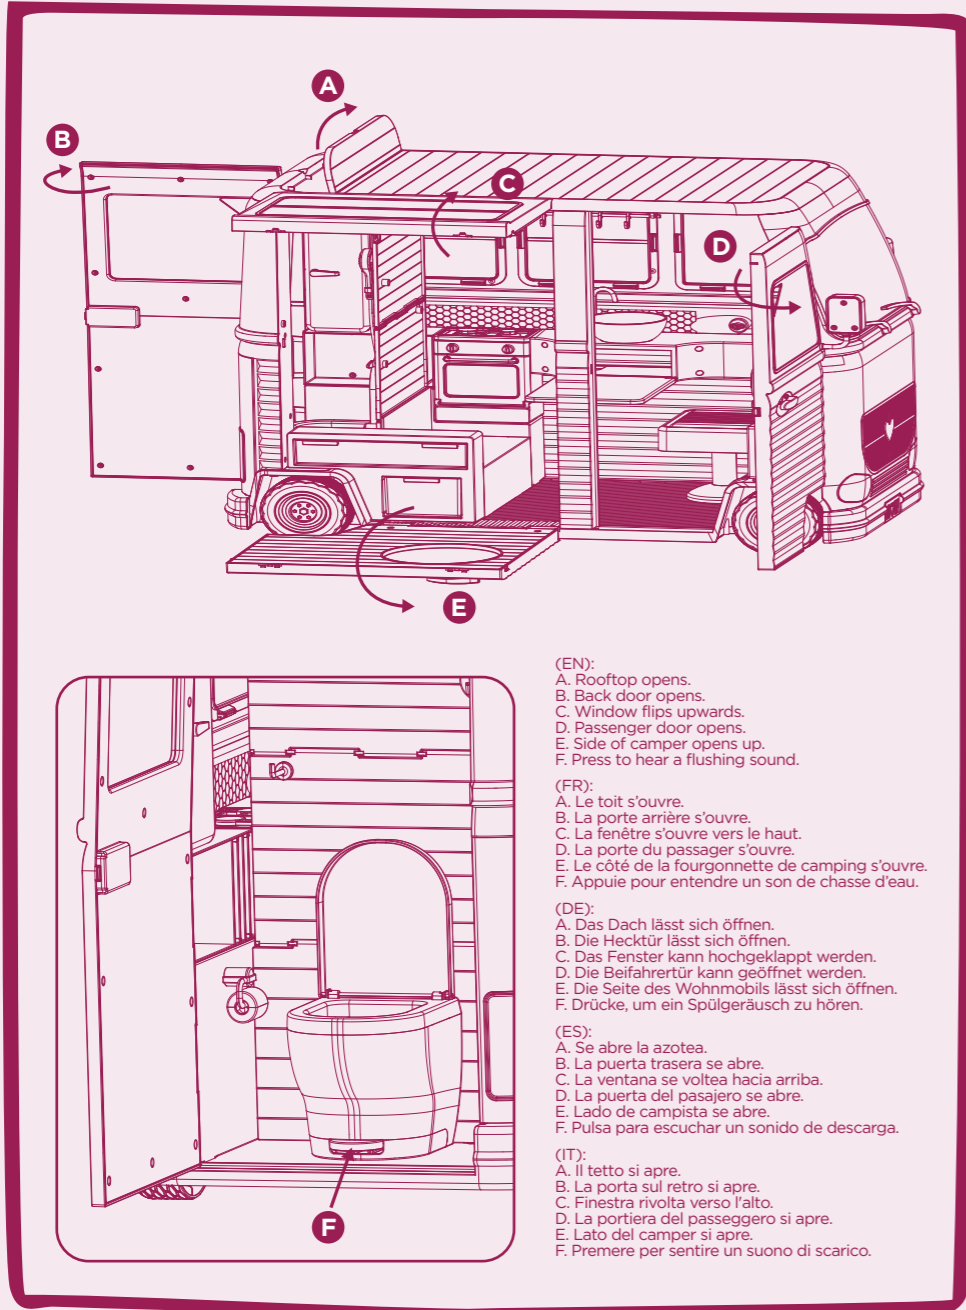 A
B
C
D
E
(EN):
A. Rooftop opens.
B. Back door opens.
C. Window flips upwards.
D. Passenger door opens.
E. Side of camper opens up.
F. Press to hear a flushing sound.
(FR):
A. Le toit s'ouvre.
B. La porte arrière s'ouvre.
C. La fenêtre s'ouvre vers le haut.
D. La porte du passager s'ouvre.
E. Le côté de la fourgonnette de camping s'ouvre.
F. Appuie pour entendre un son de chasse d'eau.
(DE):
A. Das Dach lässt sich öffnen.
B. Die Hecktür lässt sich öffnen.
C. Das Fenster kann hochgeklappt werden.
D. Die Beifahrertür kann geöffnet werden.
E. Die Seite des Wohnmobils lässt sich öffnen.
F. Drücke, um ein Spülgeräusch zu hören.
(ES):
A. Se abre la azotea.
B. La puerta trasera se abre.
C. La ventana se voltea hacia arriba.
D. La puerta del pasajero se abre.
E. Lado de campista se abre.
F. Pulsa para escuchar un sonido de descarga.
(IT):
A. Il tetto si apre.
B. La porta sul retro si apre.
C. Finestra rivolta verso l'alto.
D. La portiera del passeggero si apre.
E. Lato del camper si apre.
F. Premere per sentire un suono di scarico.
F